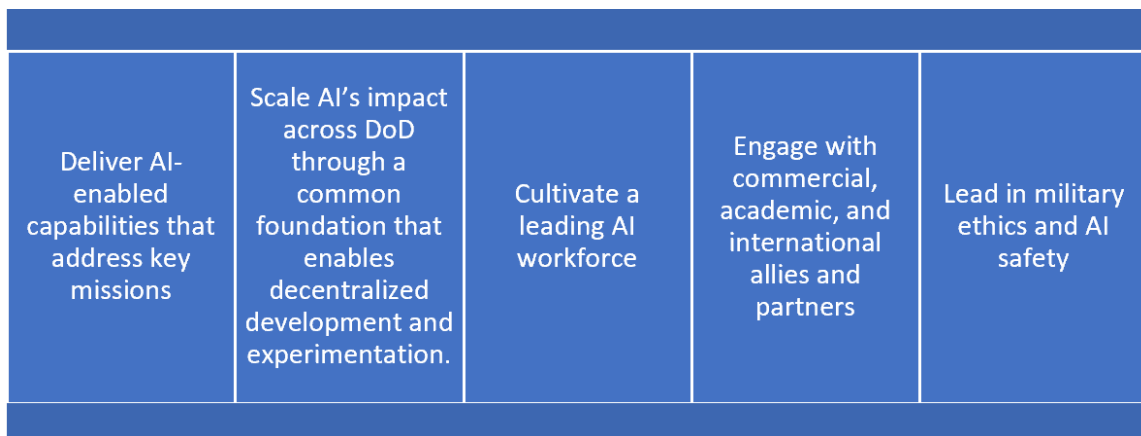 Deliver AI-
enabled
capabilities that
address key
missions
Scale AI’s impact
across DoD
through a
common
foundation that
enables
decentralized
development and
experimentation.
Cultivate a
leading AI
workforce
Engage with
commercial,
academic, and
international
allies and
partners
Lead in military
ethics and AI
safety